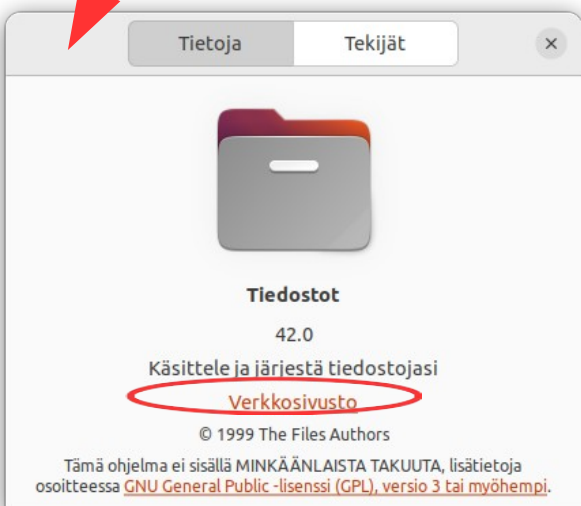 Tietoja Tekijät
Tiedostot
42.0
Käsittele ja järjestä tiedostojasi
Verkkosivusto
© 1999 The Files Authors
Tämä ohjelma ei sisällä MINKÄÄNLAISTA TAKUUTA, lisätietoja
osoitteessa GNU General Public -lisenssi (GPL), versio 3 tai myöhempi.